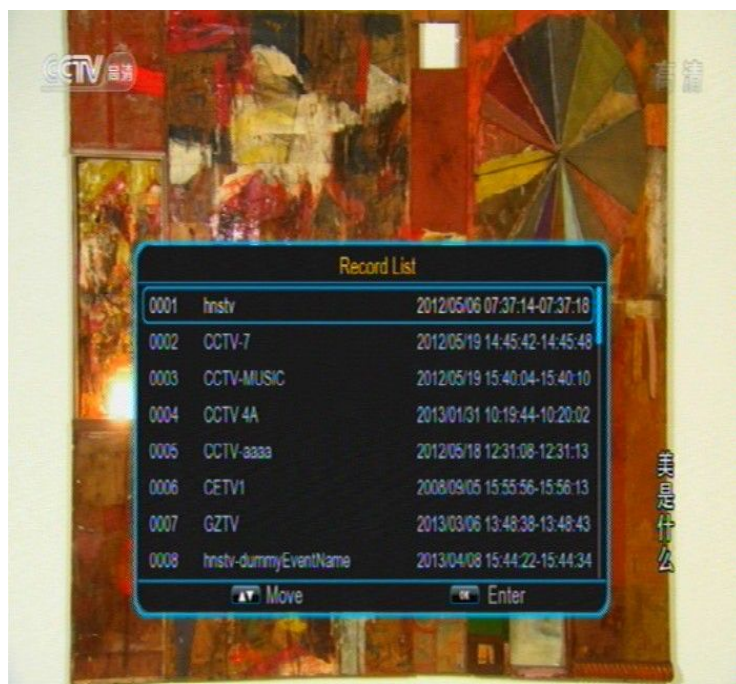 CCTV 高清
高清
Record List
0001 hnstv 2012/05/06 07:37:14-07:37:18
0002 CCTV-7 2012/05/19 14:45:42-14:45:48
0003 CCTV-MUSIC 2012/05/19 15:40:04-15:40:10
0004 CCTV 4A 2013/01/31 10:19:44-10:20:02
0005 CCTV-aaaa 2012/05/18 12:31:08-12:31:13
0006 CETV1 2008/09/05 15:55:56-15:56:13
0007 GZTV 2013/03/06 13:48:38-13:48:43
0008 hnstv-dummyEventName 2013/04/08 15:44:22-15:44:34
Move OK Enter
是什么